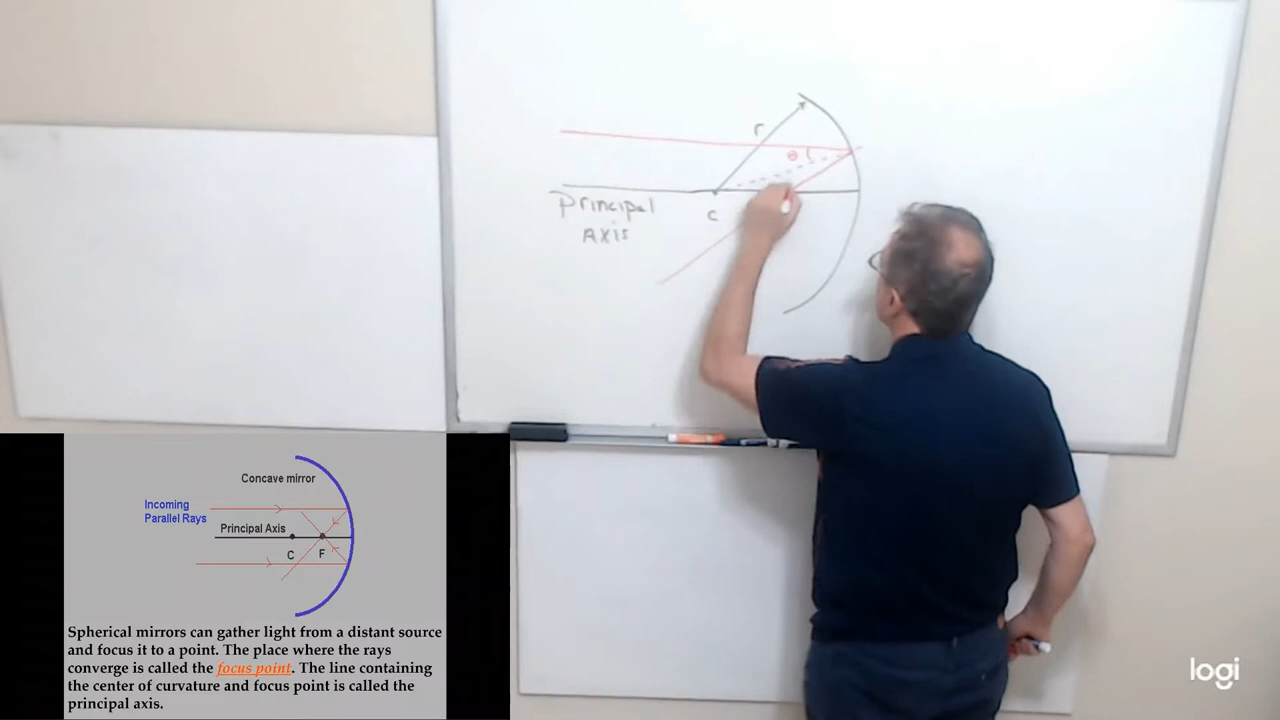 r
θ
Principal
C
AXIS
Concave mirror
Incoming
Parallel Rays
Principal Axis
C
F
Spherical mirrors can gather light from a distant source
and focus it to a point. The place where the rays
converge is called the focus point. The line containing
the center of curvature and focus point is called the
principal axis.
logi